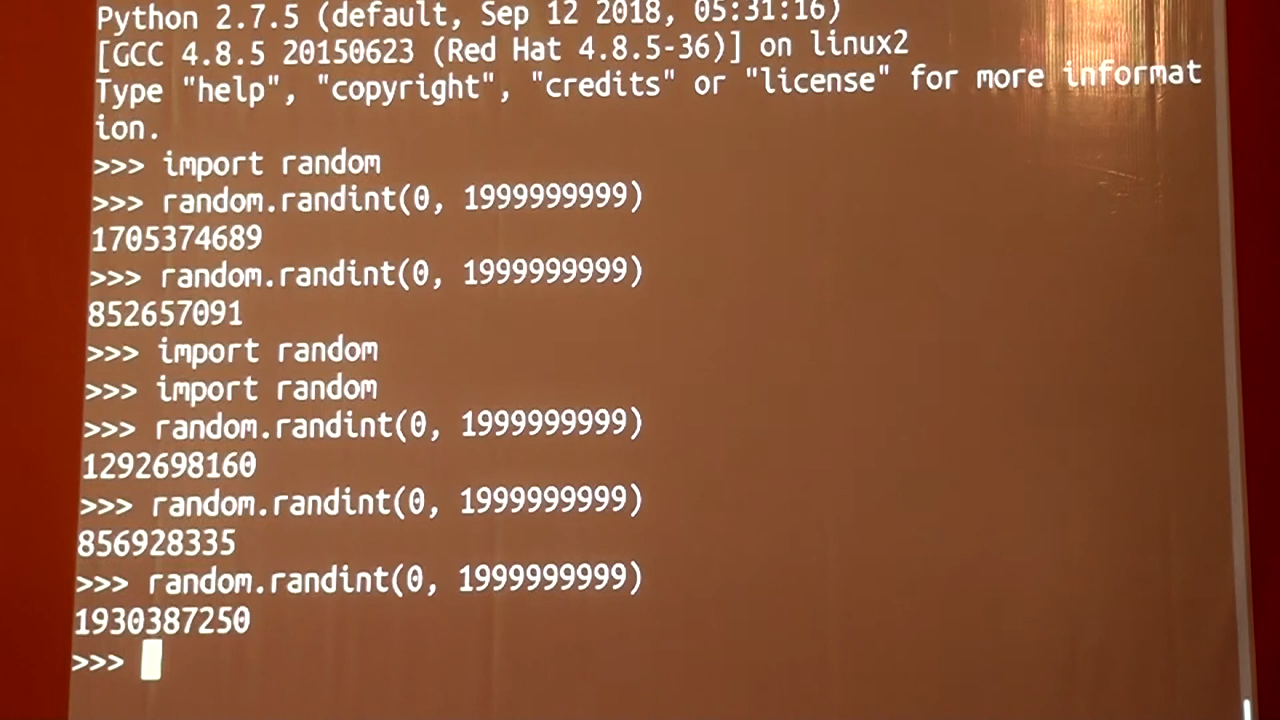 Python 2.7.5 (default, Sep 12 2018, 05:31:16)
[GCC 4.8.5 20150623 (Red Hat 4.8.5-36)] on linux2
Type "help", "copyright", "credits" or "license" for more informat
ion.
>>> import random
>>> random.randint(0, 1999999999)
1705374689
>>> random.randint(0, 1999999999)
852657091
>>> import random
>>> import random
>>> random.randint(0, 1999999999)
1292698160
>>> random.randint(0, 1999999999)
856928335
>>> random.randint(0, 1999999999)
1930387250
>>>